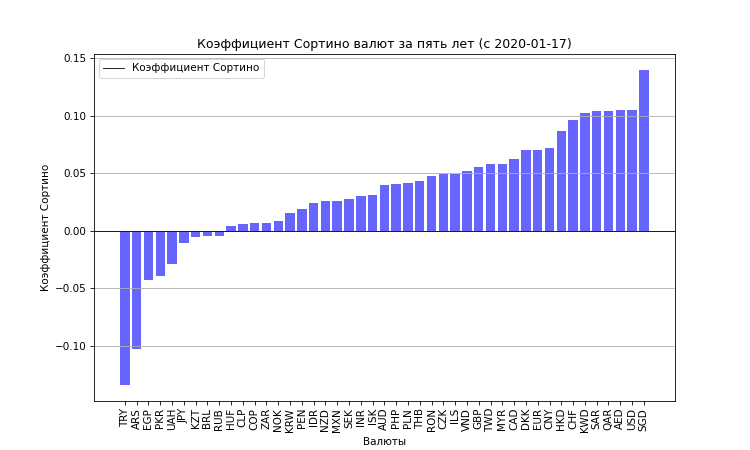 Коэффициент Сортино валют за пять лет (с 2020-01-17)
Коэффициент Сортино
0.15
0.10
0.05
0.00
−0.05
−0.10
Коэффициент Сортино
TRY ARS EGP PKR UAH JPY KZT BRL RUB HUF CLP COP ZAR NOK KRW PEN IDR NZD MXN SEK INR ISK AUD PHP PLN THB RON CZK ILS VND GBP TWD MYR CAD DKK EUR CNY HKD CHF KWD SAR QAR AED USD SGD
Валюты